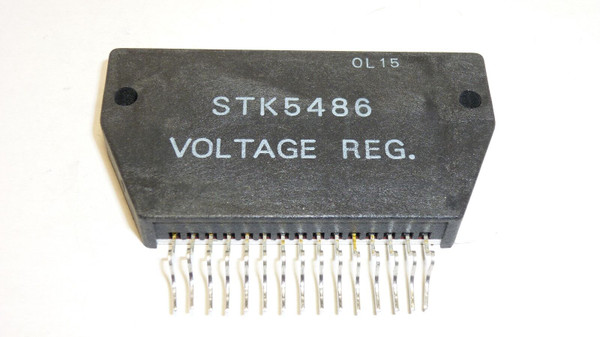 OL15
STK5486
VOLTAGE REG.